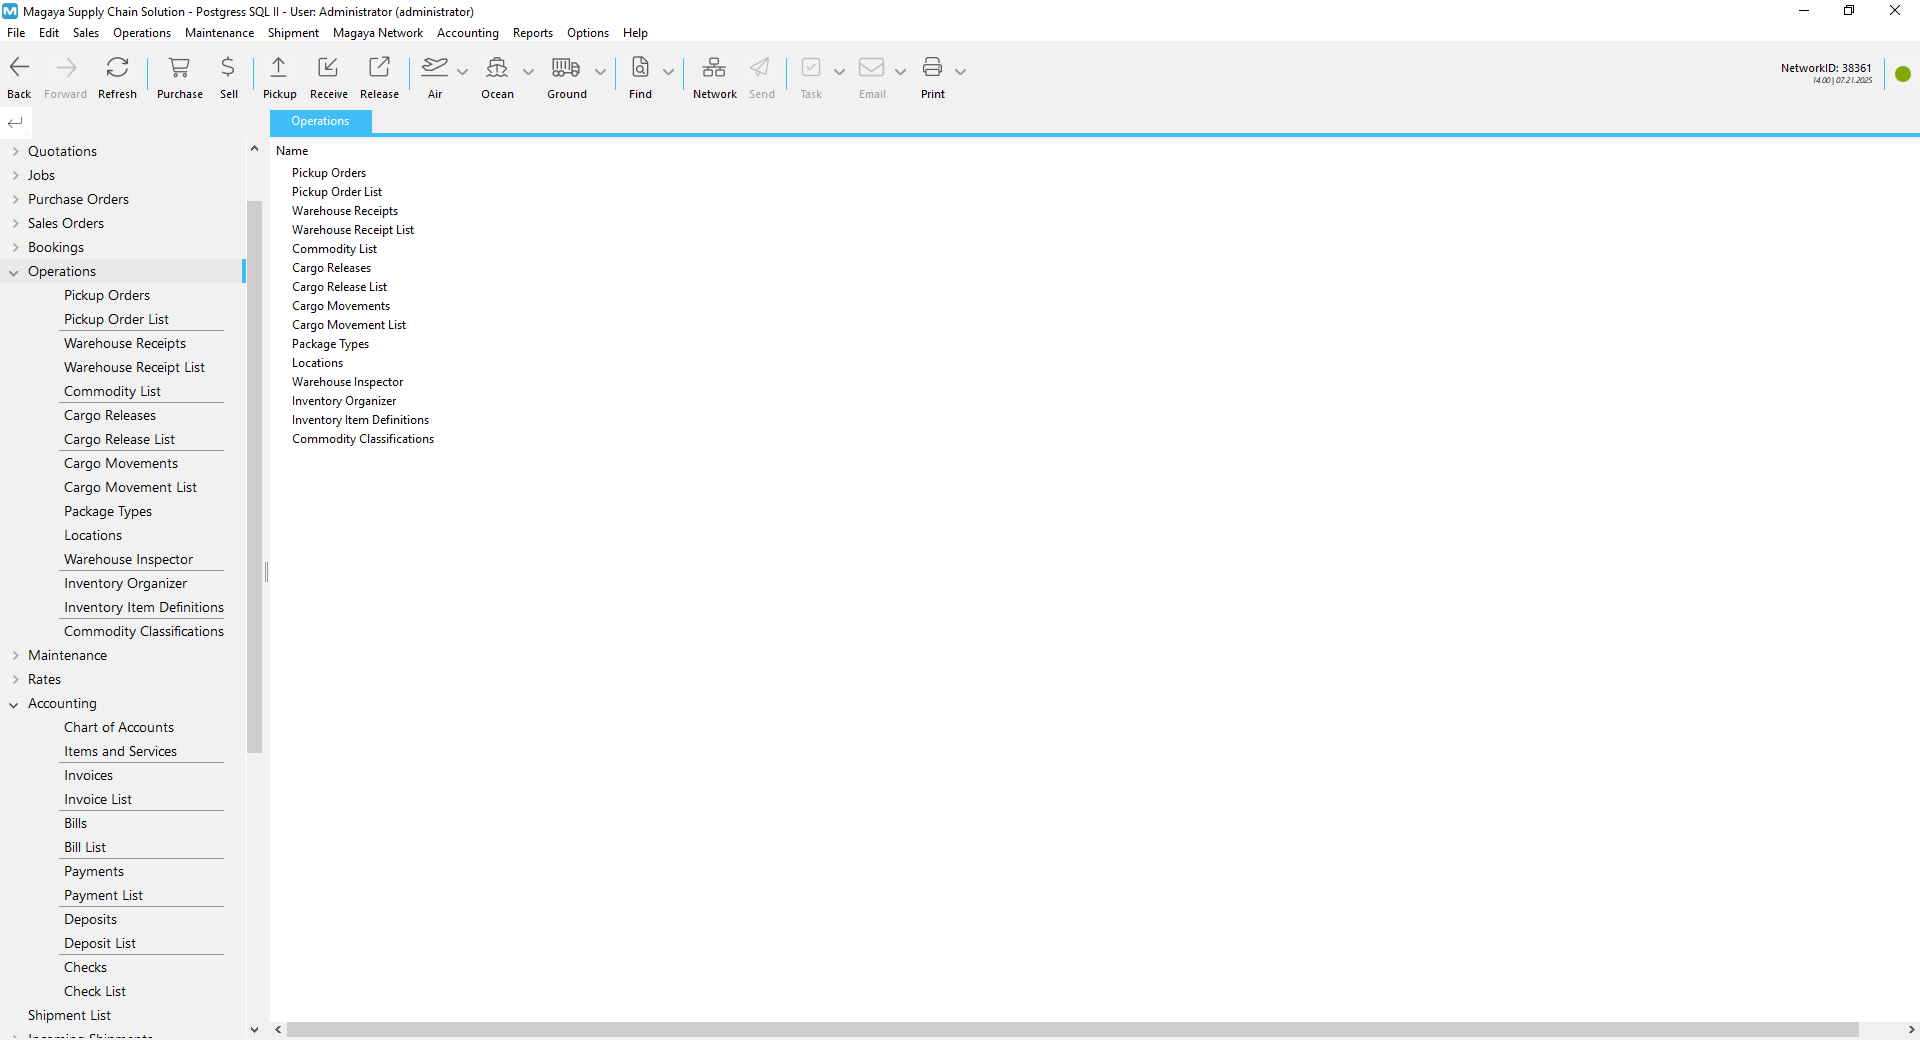 Magaya Supply Chain Solution - Postgress SQL II - User: Administrator (administrator)
File Edit Sales Operations Maintenance Shipment Magaya Network Accounting Reports Options Help
Back Forward Refresh Purchase Sell Pickup Receive Release Air Ocean Ground Find Network Send Task Email Print
NetworkID: 38361
14.00 | 07.21.2025
Quotations
Jobs
Purchase Orders
Sales Orders
Bookings
Operations
Pickup Orders
Pickup Order List
Warehouse Receipts
Warehouse Receipt List
Commodity List
Cargo Releases
Cargo Release List
Cargo Movements
Cargo Movement List
Package Types
Locations
Warehouse Inspector
Inventory Organizer
Inventory Item Definitions
Commodity Classifications
Maintenance
Rates
Accounting
Chart of Accounts
Items and Services
Invoices
Invoice List
Bills
Bill List
Payments
Payment List
Deposits
Deposit List
Checks
Check List
Shipment List
Incoming Shipments
Operations
Name
Pickup Orders
Pickup Order List
Warehouse Receipts
Warehouse Receipt List
Commodity List
Cargo Releases
Cargo Release List
Cargo Movements
Cargo Movement List
Package Types
Locations
Warehouse Inspector
Inventory Organizer
Inventory Item Definitions
Commodity Classifications